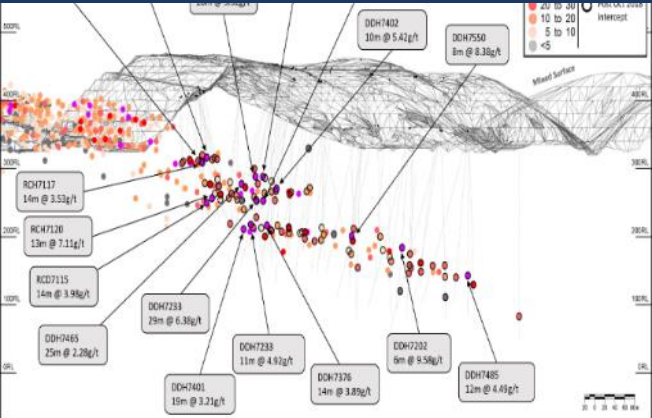 20 to 30
10 to 20
5 to 10
<5
Post Oct 2018
intercept
DDH7402
10m @ 5.42g/t
DDH7550
8m @ 8.38g/t
500RL
Mined Surface
400RL
300RL
RCH7117
14m @ 3.53g/t
RCH7120
13m @ 7.11g/t
200RL
RCD7115
14m @ 3.98g/t
DDH7233
29m @ 6.38g/t
100RL
DDH7465
25m @ 2.28g/t
DDH7233
11m @ 4.92g/t
DDH7202
6m @ 9.58g/t
0RL
DDH7401
19m @ 3.21g/t
DDH7376
14m @ 3.89g/t
DDH7485
12m @ 4.49g/t